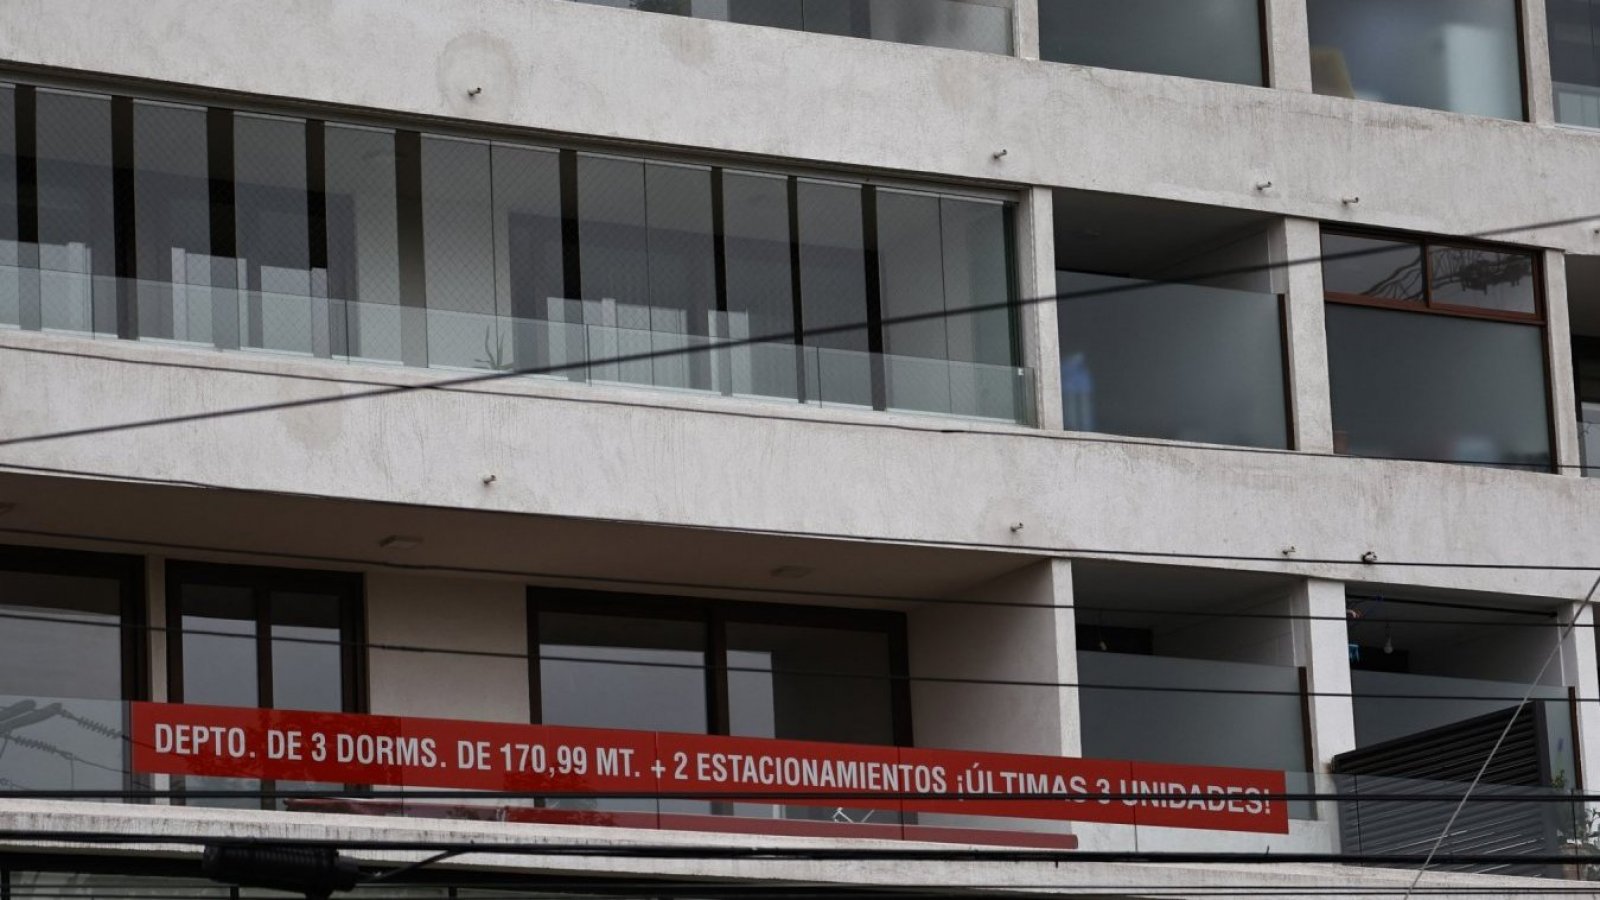 DEPTO. DE 3 DORMS. DE 170,99 MT. + 2 ESTACIONAMIENTOS ¡ÚLTIMAS 3 UNIDADES!